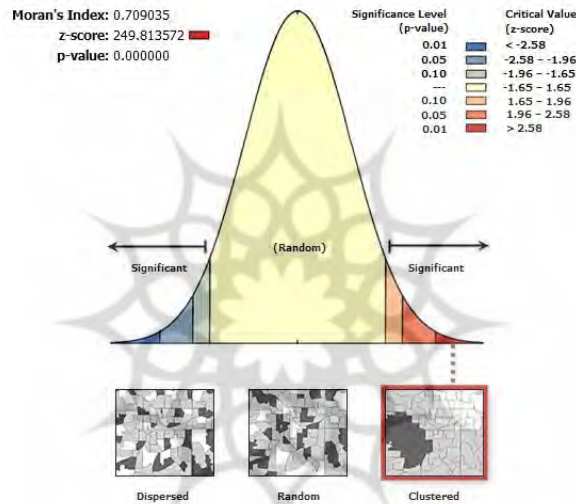 Moran's Index: 0.709035
z-score: 249.813572
p-value: 0.000000
Significance Level
(p-value)
Critical Value
(z-score)
0.01 < -2.58
0.05 -2.58 – -1.96
0.10 -1.96 – -1.65
--- -1.65 – 1.65
0.10 1.65 – 1.96
0.05 1.96 – 2.58
0.01 > 2.58
(Random)
Significant
Significant
Dispersed
Random
Clustered